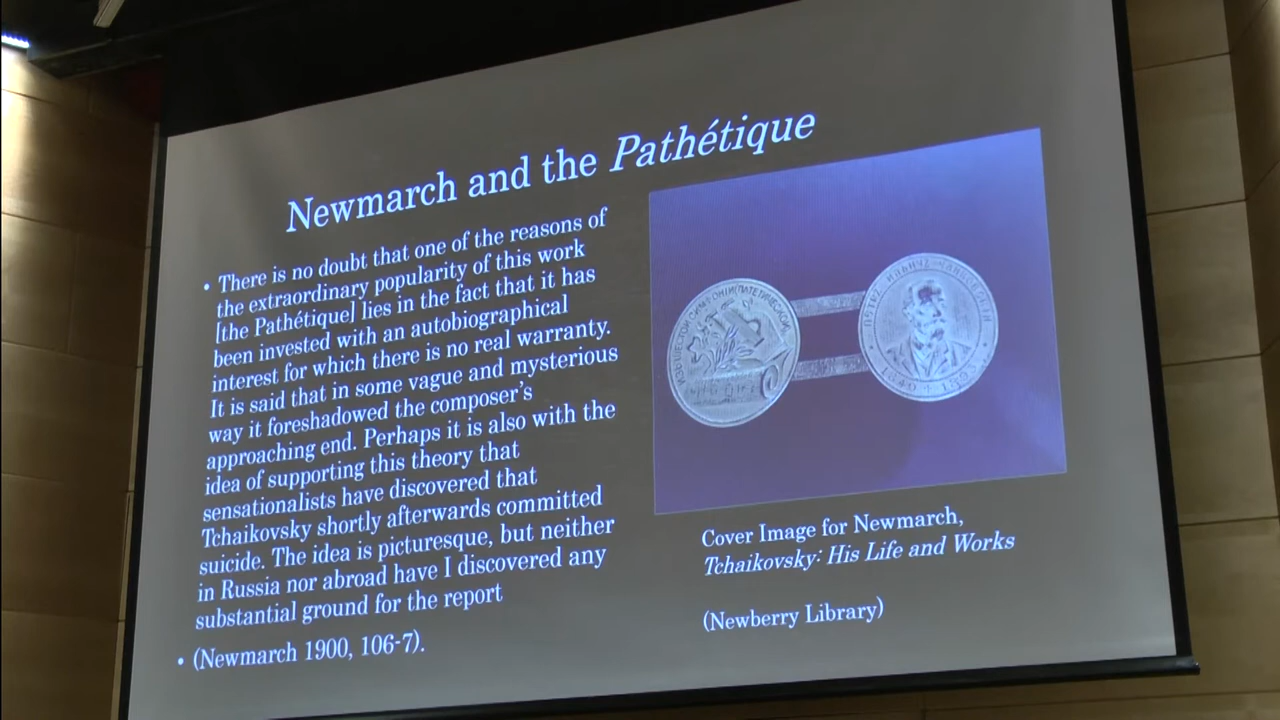 Newmarch and the Pathétique
• There is no doubt that one of the reasons of
the extraordinary popularity of this work
[the Pathétique] lies in the fact that it has
been invested with an autobiographical
interest for which there is no real warranty.
It is said that in some vague and mysterious
way it foreshadowed the composer's
approaching end. Perhaps it is also with the
idea of supporting this theory that
sensationalists have discovered that
Tchaikovsky shortly afterwards committed
suicide. The idea is picturesque, but neither
in Russia nor abroad have I discovered any
substantial ground for the report
• (Newmarch 1900, 106-7).
Cover Image for Newmarch,
Tchaikovsky: His Life and Works
(Newberry Library)